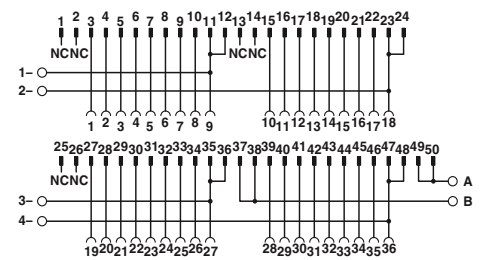 1 2 3 4 5 6 7 8 9 10 11 12 13 14 15 16 17 18 19 20 21 22 23 24
NC NC NC NC
1–
2–
1 2 3 4 5 6 7 8 9 10 11 12 13 14 15 16 17 18
25 26 27 28 29 30 31 32 33 34 35 36 37 38 39 40 41 42 43 44 45 46 47 48 49 50
NC NC
A
3– B
4–
19 20 21 22 23 24 25 26 27 28 29 30 31 32 33 34 35 36